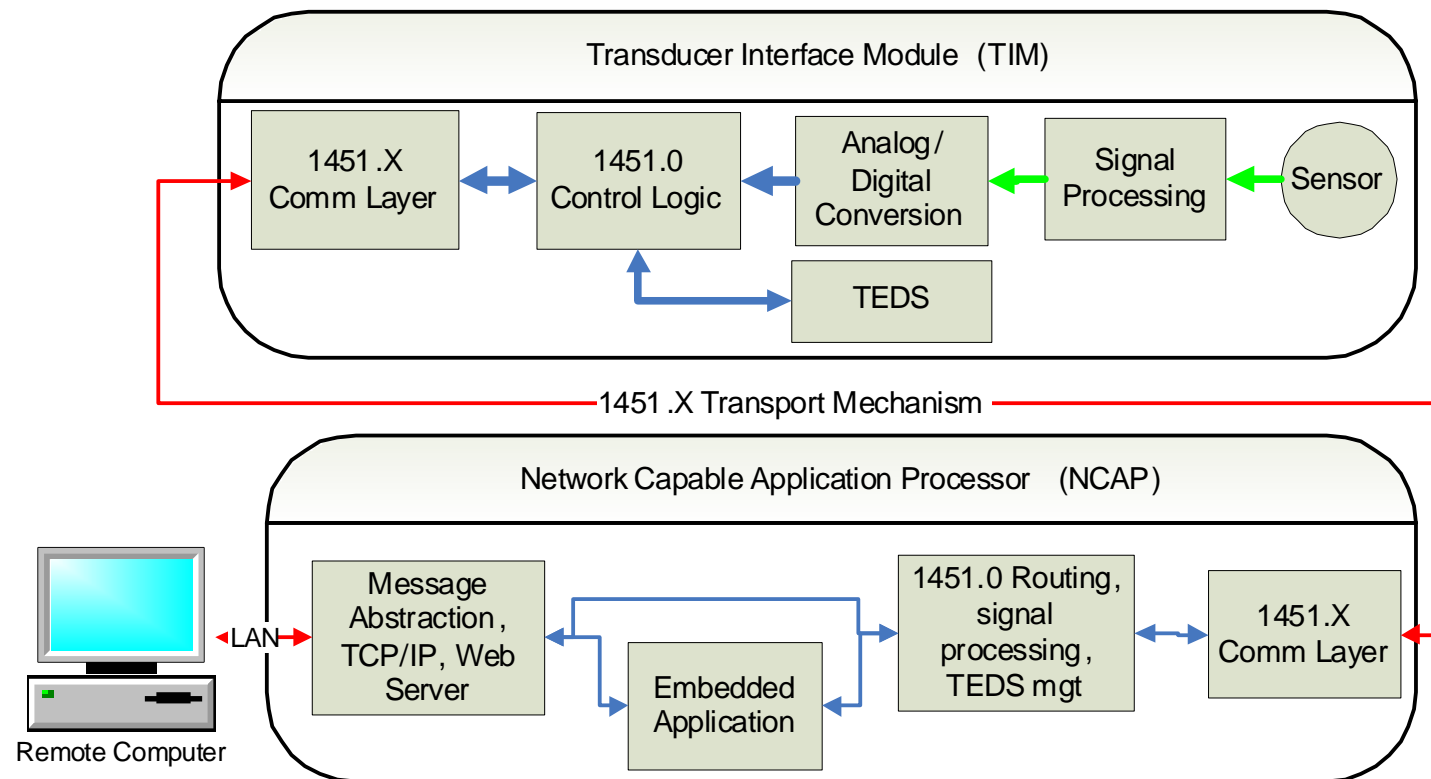 Transducer Interface Module (TIM)
1451.X
Comm Layer
1451.0
Control Logic
Analog/
Digital
Conversion
Signal
Processing
Sensor
TEDS
1451.X Transport Mechanism
Network Capable Application Processor (NCAP)
LAN
Message
Abstraction,
TCP/IP, Web
Server
Embedded
Application
1451.0 Routing,
signal
processing,
TEDS mgt
1451.X
Comm Layer
Remote Computer